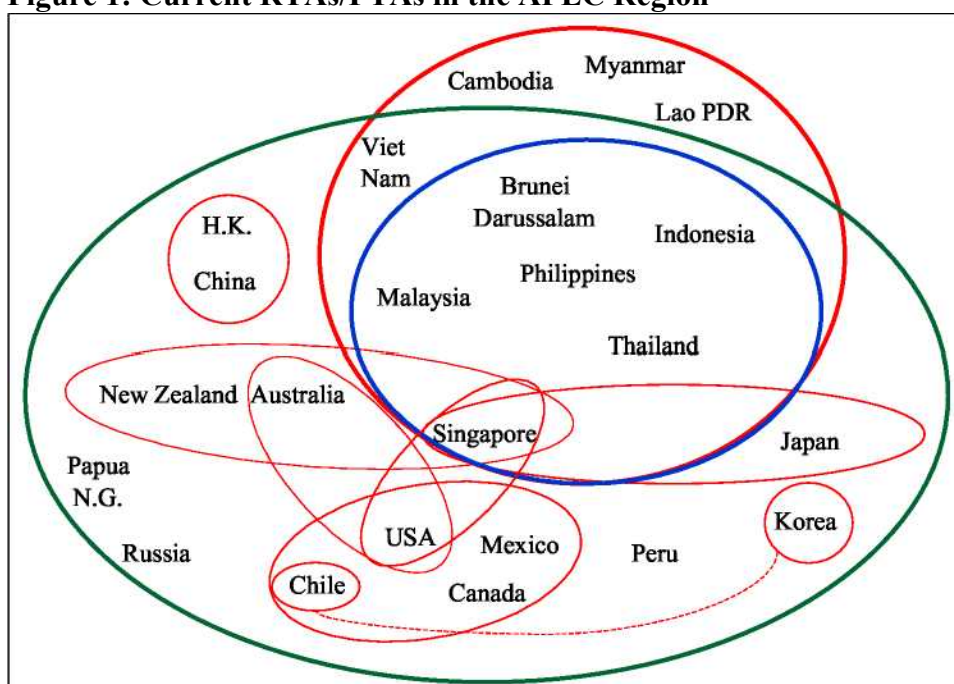 Figure 1: Current RTAs/FTAs in the APEC Region
Cambodia
Myanmar
Lao PDR
Viet
Nam
Brunei
Darussalam
Indonesia
H.K.
China
Philippines
Malaysia
Thailand
New Zealand
Australia
Singapore
Japan
Papua
N.G.
Russia
USA
Mexico
Peru
Korea
Chile
Canada